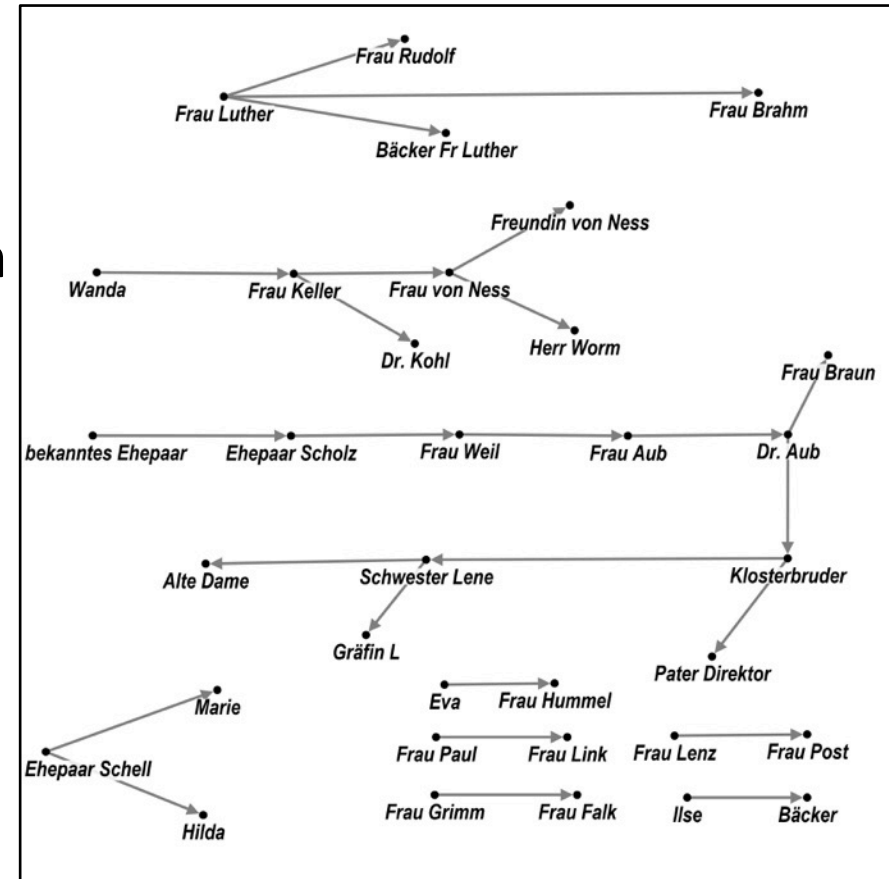 Frau Rudolf
Frau Luther
Frau Brahm
Bäcker Fr Luther
Freundin von Ness
Wanda
Frau Keller
Frau von Ness
Dr. Kohl
Herr Worm
Frau Braun
bekanntes Ehepaar
Ehepaar Scholz
Frau Weil
Frau Aub
Dr. Aub
Alte Dame
Schwester Lene
Klosterbruder
Gräfin L
Pater Direktor
Marie
Eva
Frau Hummel
Ehepaar Schell
Frau Paul
Frau Link
Frau Lenz
Frau Post
Hilda
Frau Grimm
Frau Falk
Ilse
Bäcker